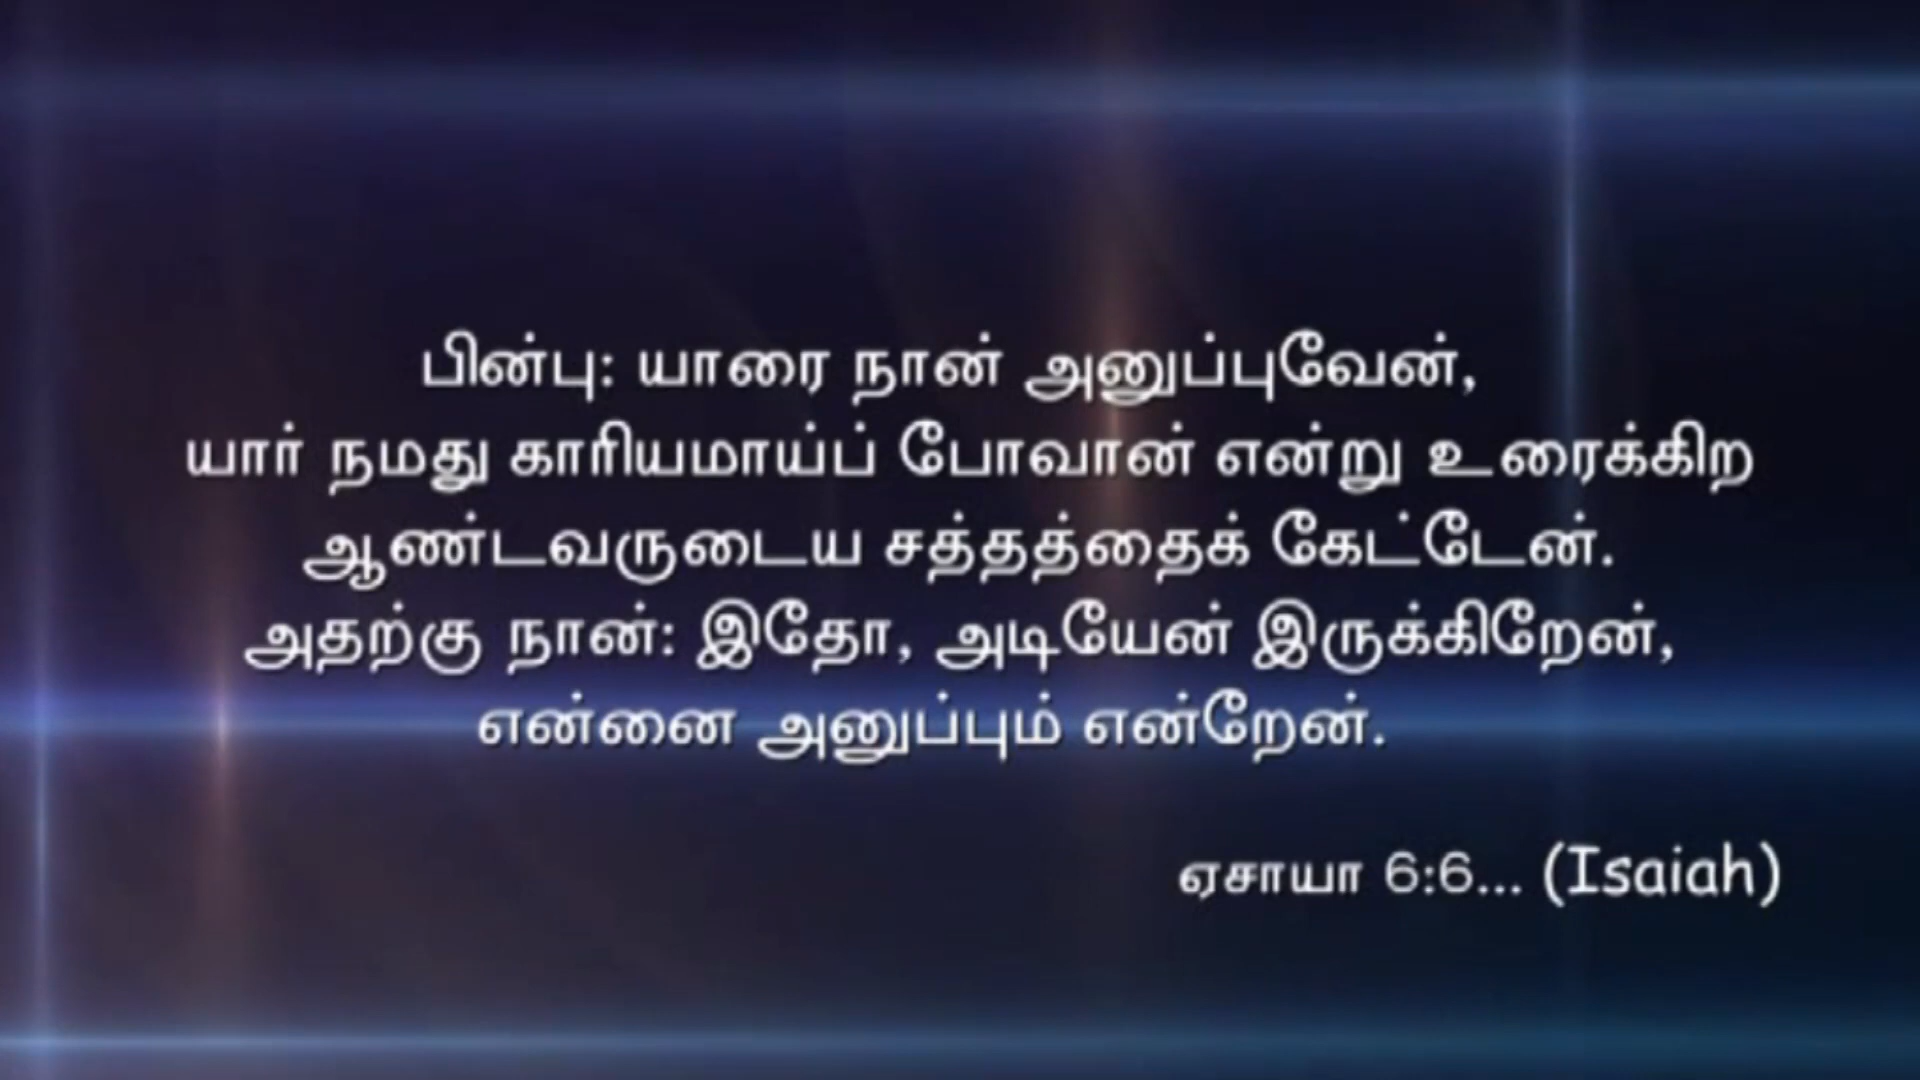 பின்பு: யாரை நான் அனுப்புவேன்,
யார் நமது காரியமாய்ப் போவான் என்று உரைக்கிற
ஆண்டவருடைய சத்தத்தைக் கேட்டேன்.
அதற்கு நான்: இதோ, அடியேன் இருக்கிறேன்,
என்னை அனுப்பும் என்றேன்.
ஏசாயா 6:6... (Isaiah)